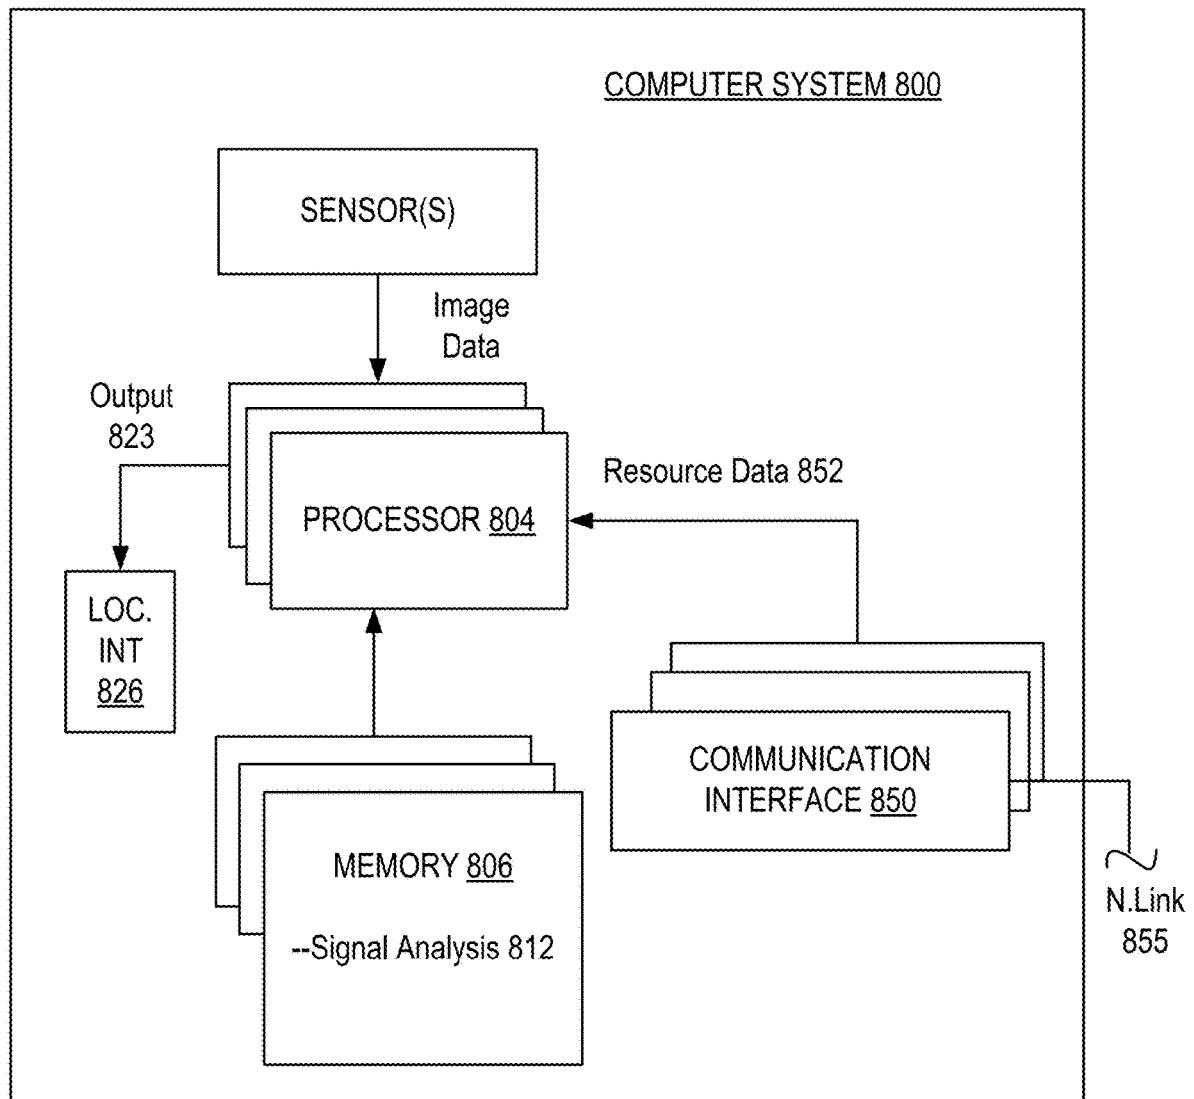 COMPUTER SYSTEM 800
SENSOR(S)
Image
Data
Output
823
Resource Data 852
PROCESSOR 804
LOC.
INT
826
COMMUNICATION
INTERFACE 850
MEMORY 806
--Signal Analysis 812
N.Link
855